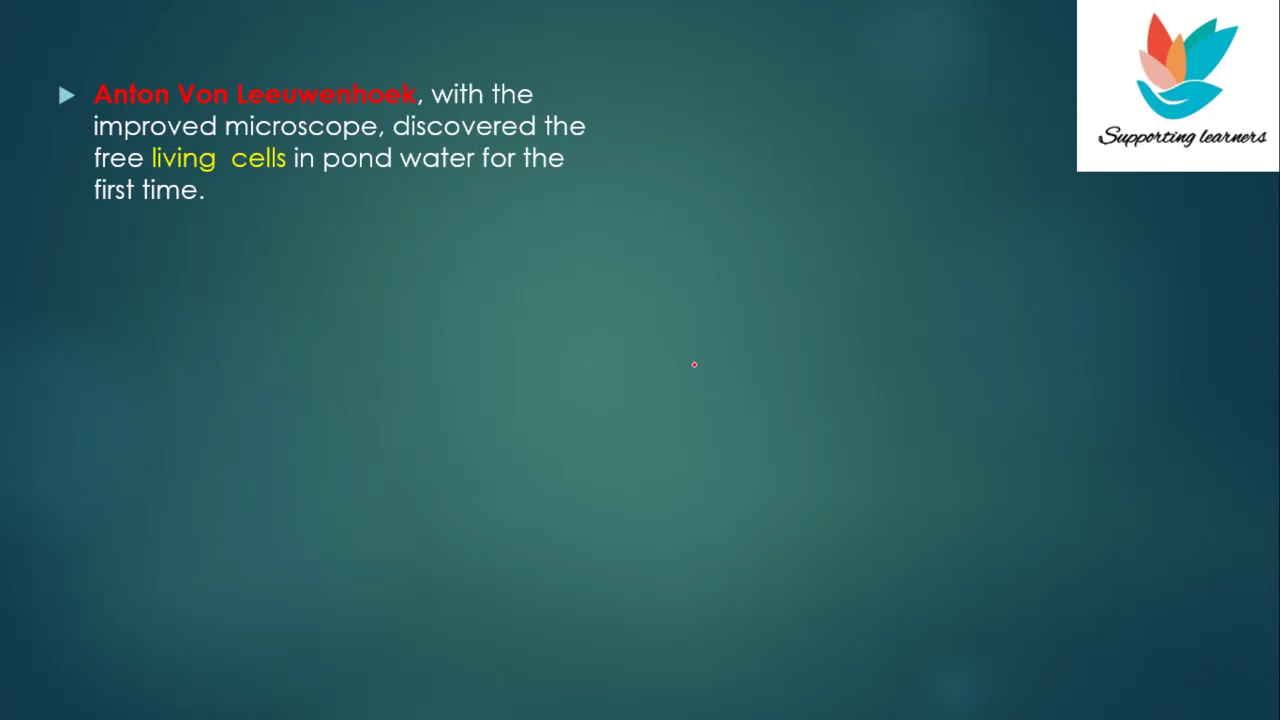 Anton Von Leeuwenhoek, with the
improved microscope, discovered the
free living cells in pond water for the
first time.
Supporting learners